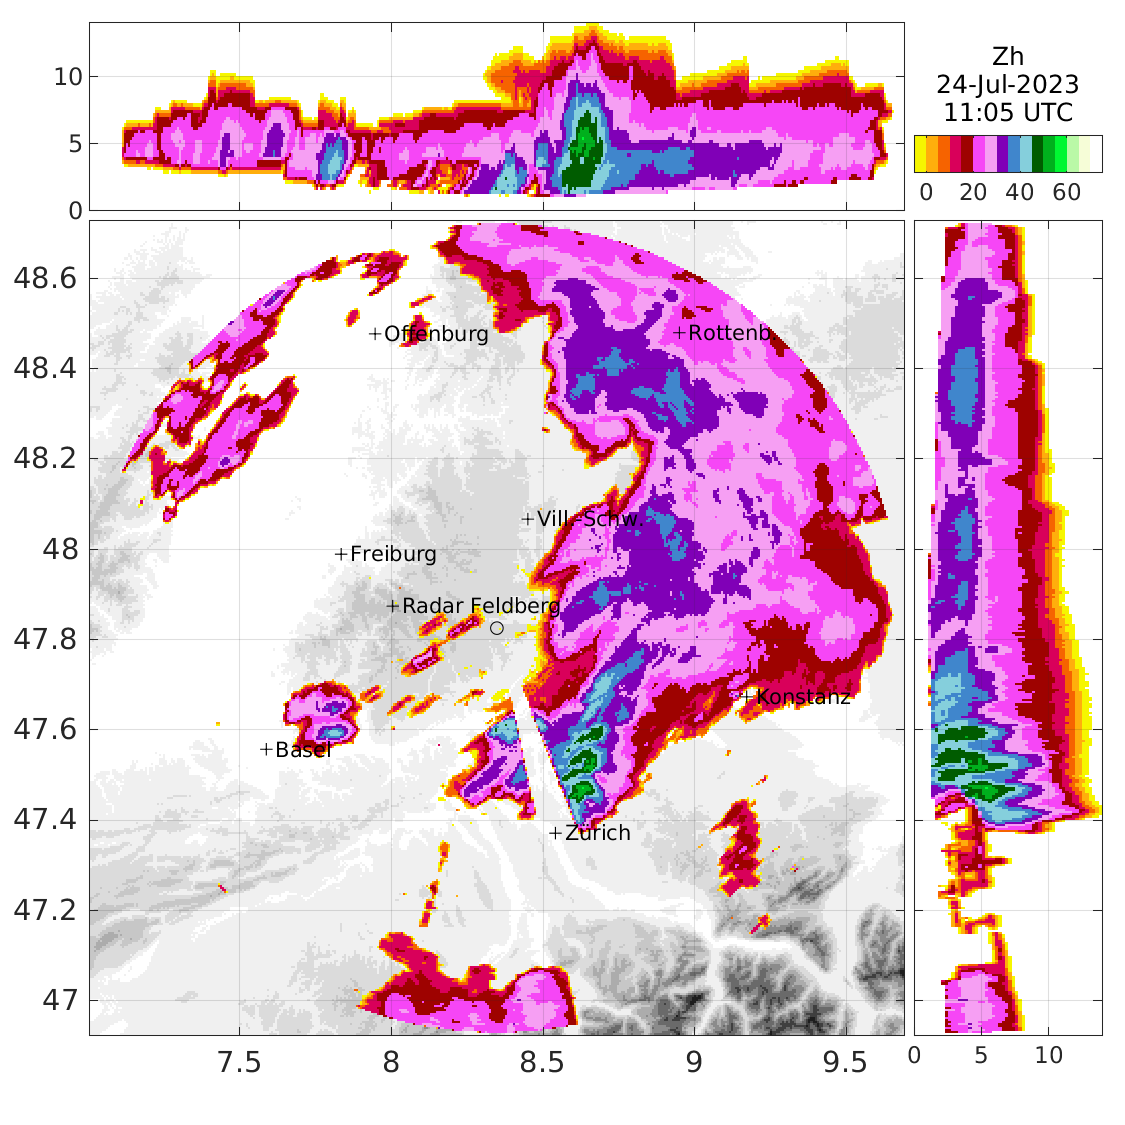 10
5
0
Zh
24-Jul-2023
11:05 UTC
0 20 40 60
48.6
48.4
48.2
48
47.8
47.6
47.4
47.2
47
+Offenburg
+Rottenb.
+Vill.-Schw.
+Freiburg
+Radar Feldberg
+Konstanz
+Basel
+Zürich
7.5 8 8.5 9 9.5
0 5 10